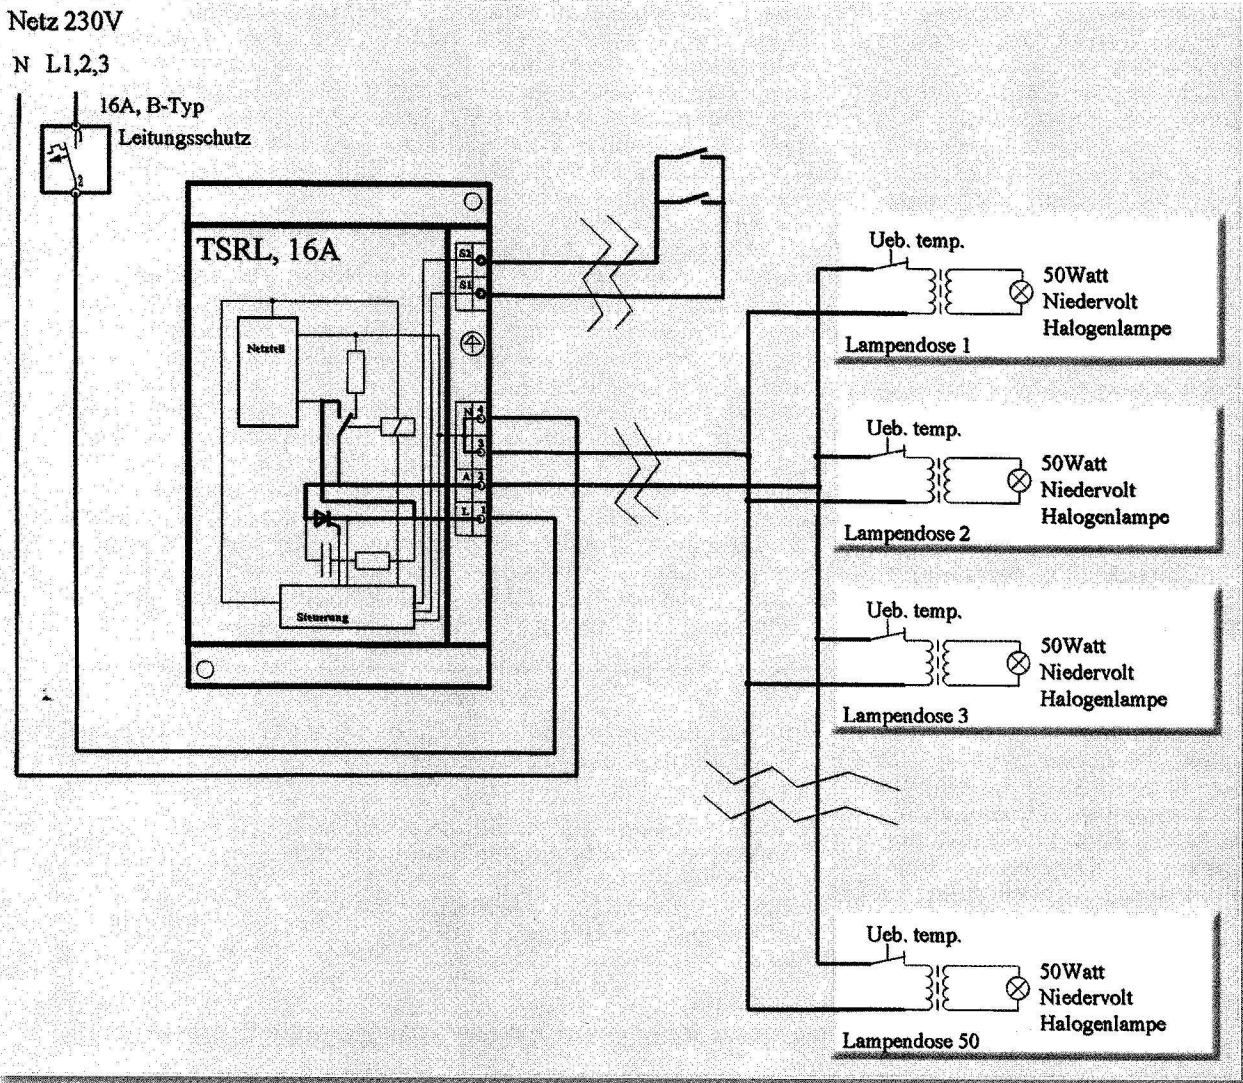 Netz 230V
N L1,2,3
16A, B-Typ
Leitungsschutz
1
2
TSRL, 16A
S2
S1
Netzteil
N 4
3
A 2
L 1
Steuerung
Ueb. temp.
50Watt
Niedervolt
Halogenlampe
Lampendose 1
Ueb. temp.
50Watt
Niedervolt
Halogenlampe
Lampendose 2
Ueb. temp.
50Watt
Niedervolt
Halogenlampe
Lampendose 3
Ueb. temp.
50Watt
Niedervolt
Halogenlampe
Lampendose 50